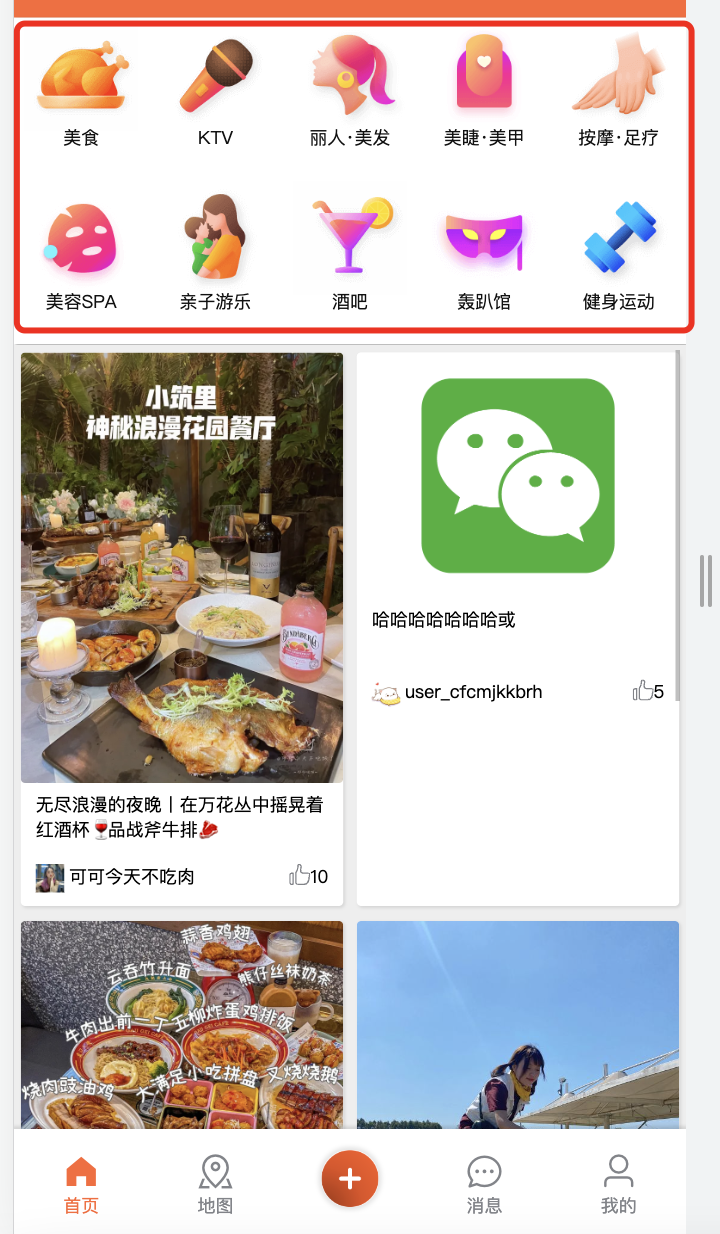 美食
KTV
丽人·美发
美睫·美甲
按摩·足疗
美容SPA
亲子游乐
酒吧
轰趴馆
健身运动
小筑里
神秘浪漫花园餐厅
无尽浪漫的夜晚丨在万花丛中摇晃着
红酒杯🍷品战斧牛排🥩
可可今天不吃肉
10
哈哈哈哈哈哈哈或
user_cfcmjkkbrh
5
蒜香鸡翅
云吞竹升面
熊仔丝袜奶茶
牛肉出前一丁
五柳炸蛋鸡排饭
烧肉豉油鸡
大满足小吃拼盘
叉烧烧鹅
首页
地图
消息
我的